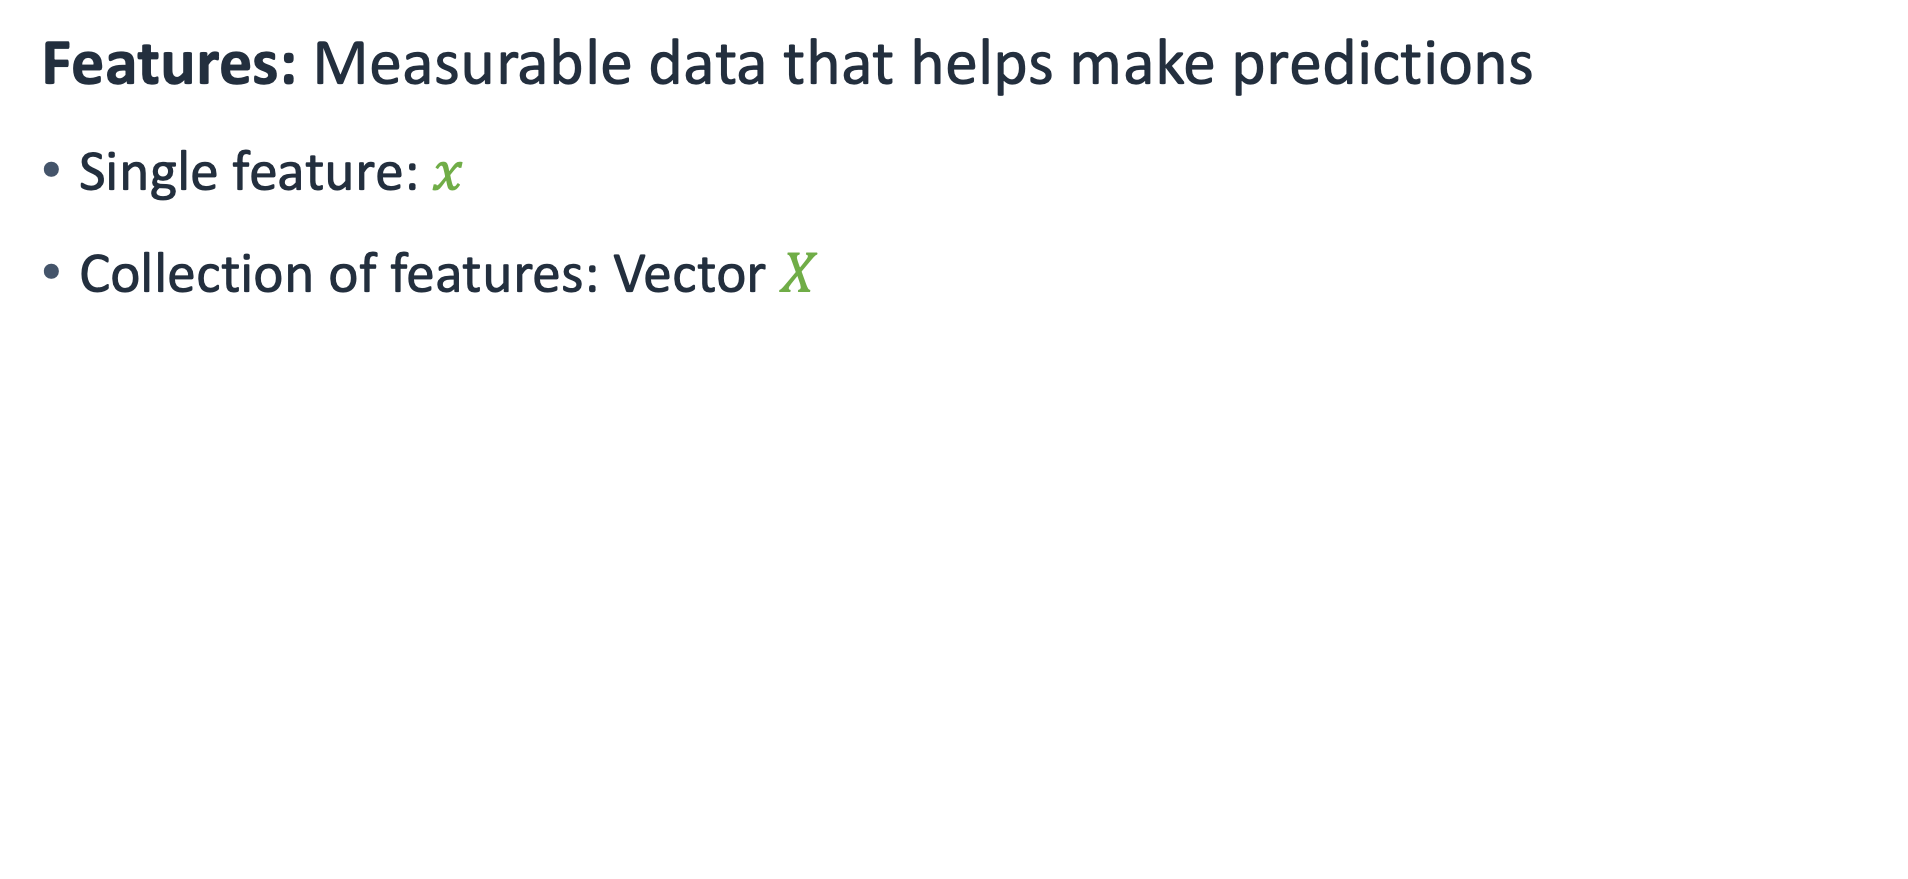 Features: Measurable data that helps make predictions
• Single feature: x
• Collection of features: Vector X